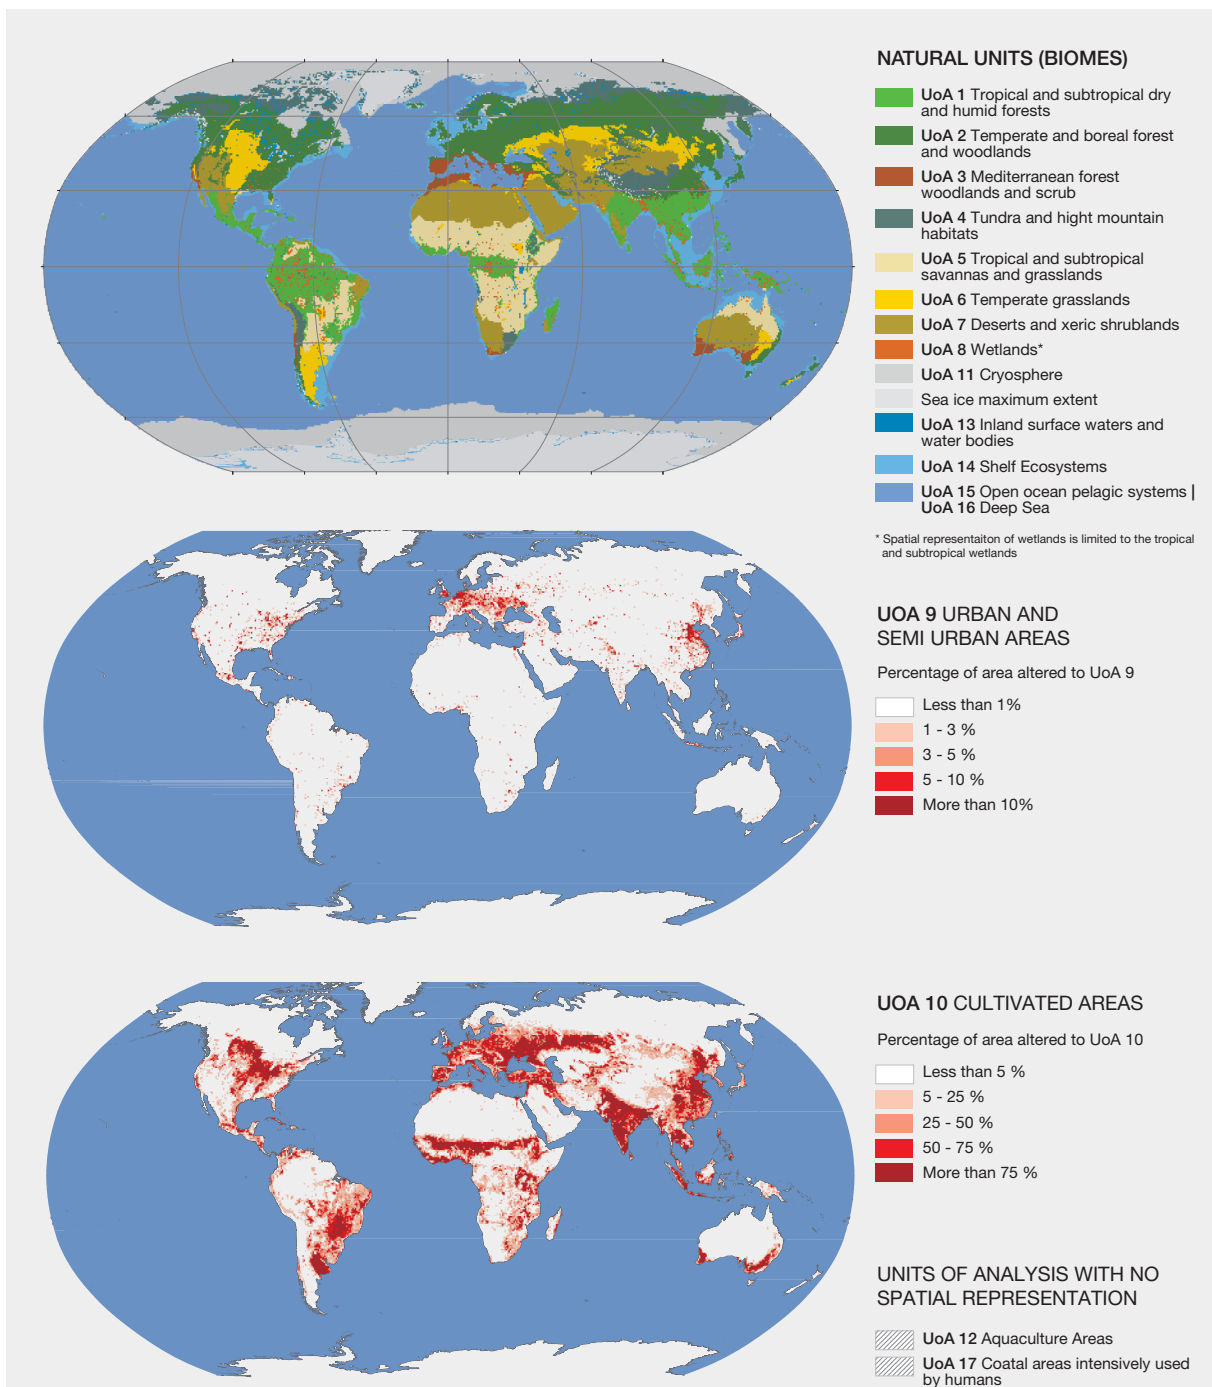 NATURAL UNITS (BIOMES)
UoA 1 Tropical and subtropical dry
and humid forests
UoA 2 Temperate and boreal forest
and woodlands
UoA 3 Mediterranean forest
woodlands and scrub
UoA 4 Tundra and hight mountain
habitats
UoA 5 Tropical and subtropical
savannas and grasslands
UoA 6 Temperate grasslands
UoA 7 Deserts and xeric shrublands
UoA 8 Wetlands*
UoA 11 Cryosphere
Sea ice maximum extent
UoA 13 Inland surface waters and
water bodies
UoA 14 Shelf Ecosystems
UoA 15 Open ocean pelagic systems |
UoA 16 Deep Sea
* Spatial representaiton of wetlands is limited to the tropical
and subtropical wetlands
UOA 9 URBAN AND
SEMI URBAN AREAS
Percentage of area altered to UoA 9
Less than 1%
1 - 3 %
3 - 5 %
5 - 10 %
More than 10%
UOA 10 CULTIVATED AREAS
Percentage of area altered to UoA 10
Less than 5 %
5 - 25 %
25 - 50 %
50 - 75 %
More than 75 %
UNITS OF ANALYSIS WITH NO
SPATIAL REPRESENTATION
UoA 12 Aquaculture Areas
UoA 17 Coatal areas intensively used
by humans